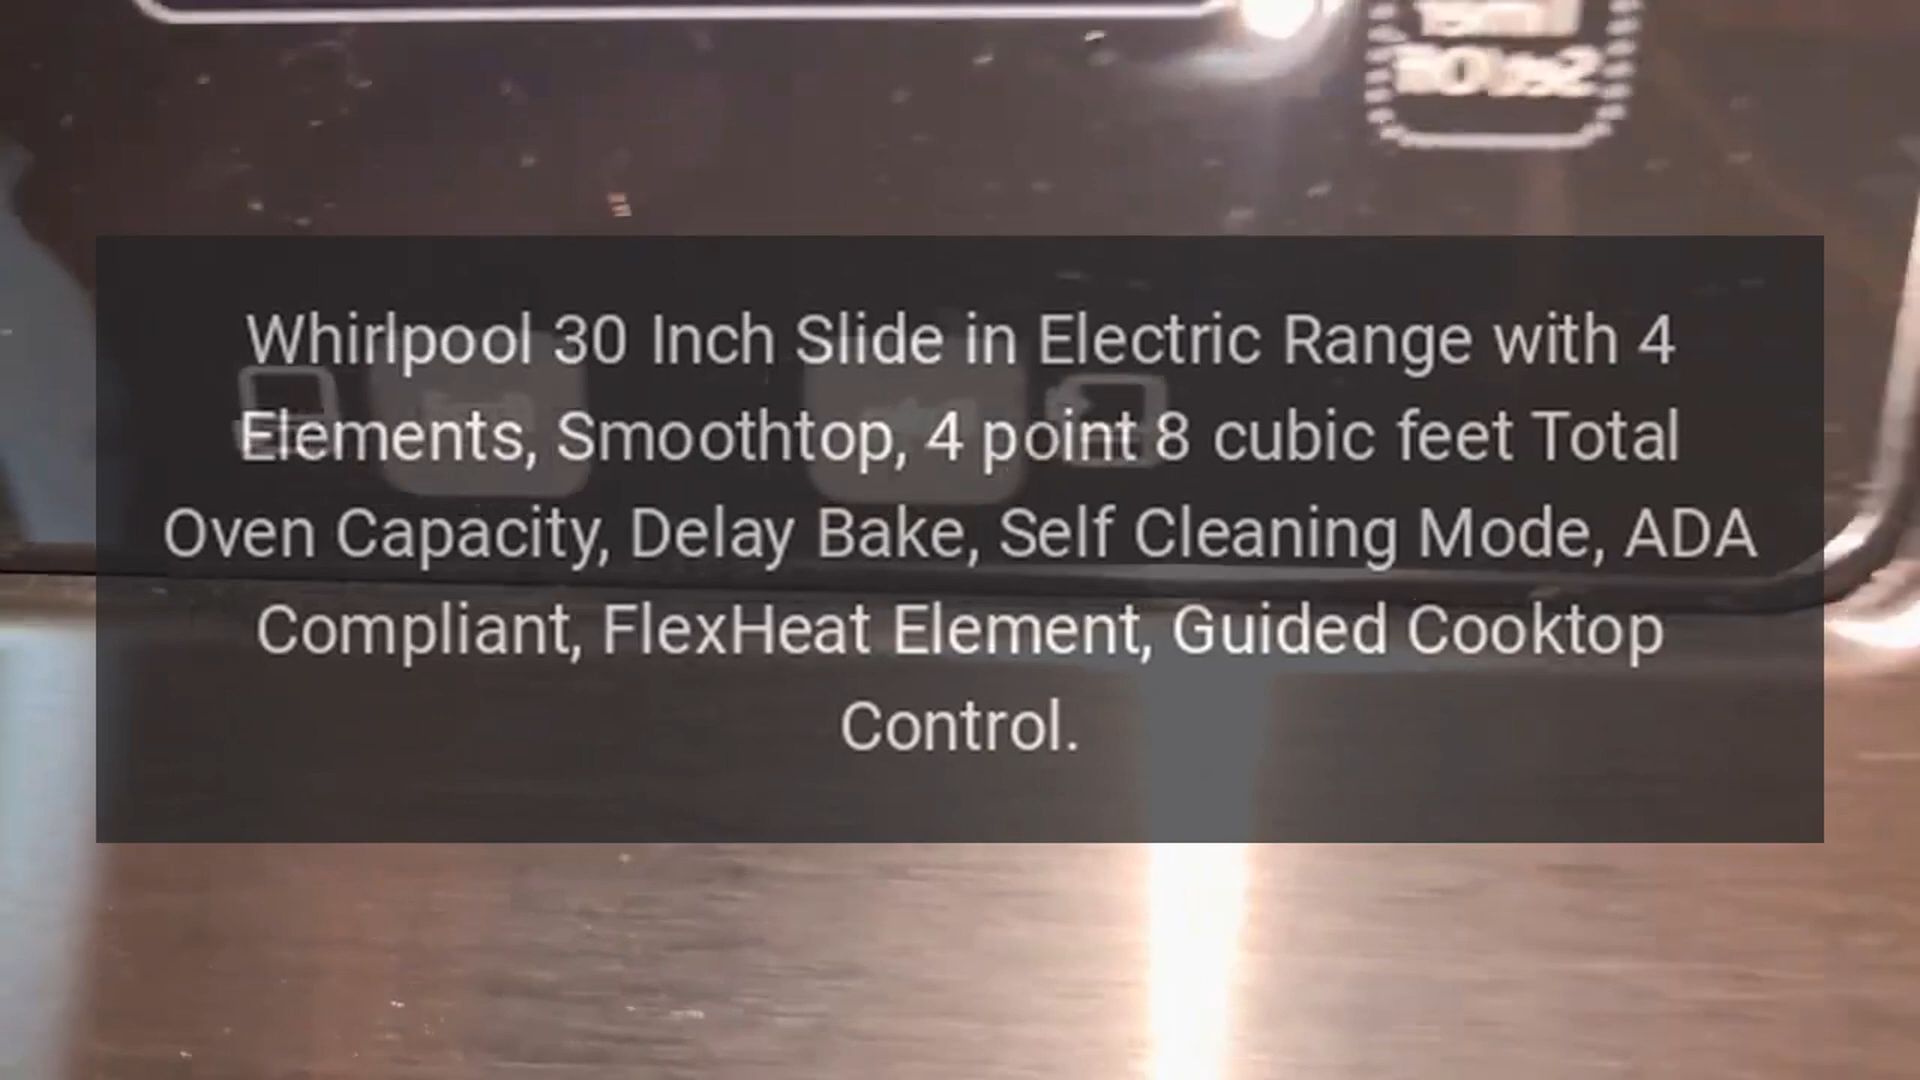 Whirlpool 30 Inch Slide in Electric Range with 4
Elements, Smoothtop, 4 point 8 cubic feet Total
Oven Capacity, Delay Bake, Self Cleaning Mode, ADA
Compliant, FlexHeat Element, Guided Cooktop
Control.